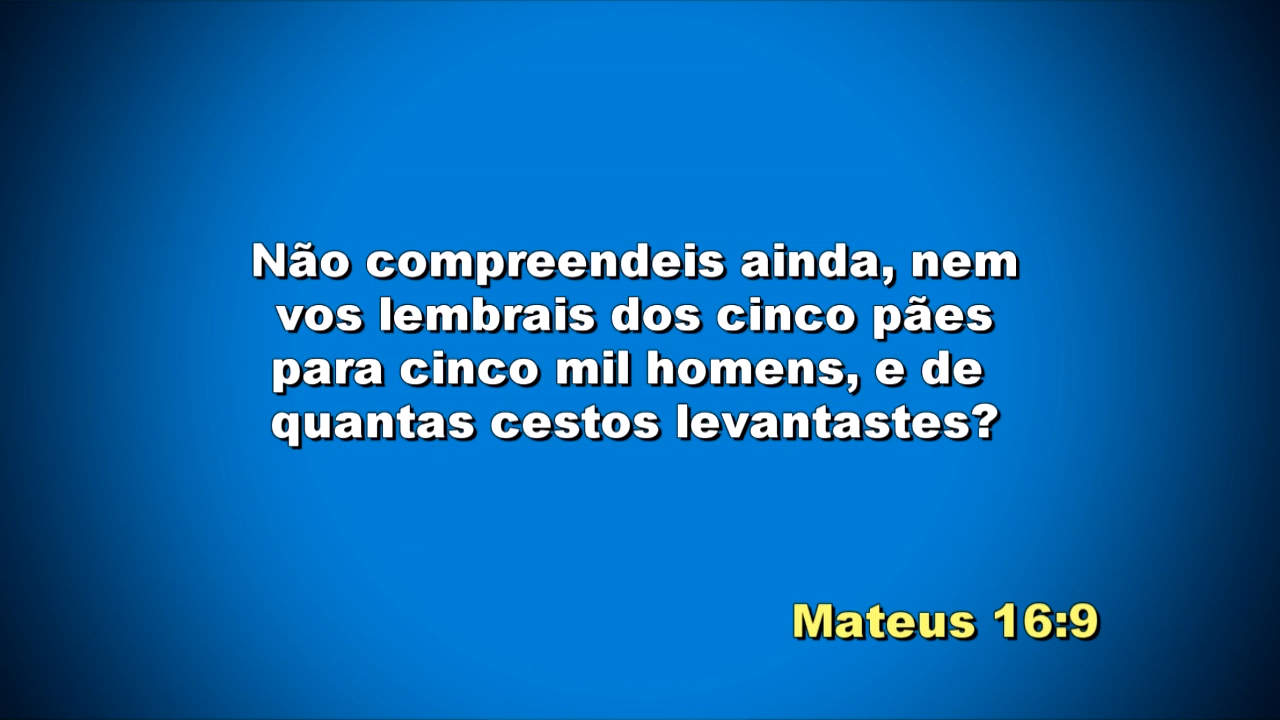 Não compreendeis ainda, nem
vos lembrais dos cinco pães
para cinco mil homens, e de
quantas cestos levantastes?
Mateus 16:9